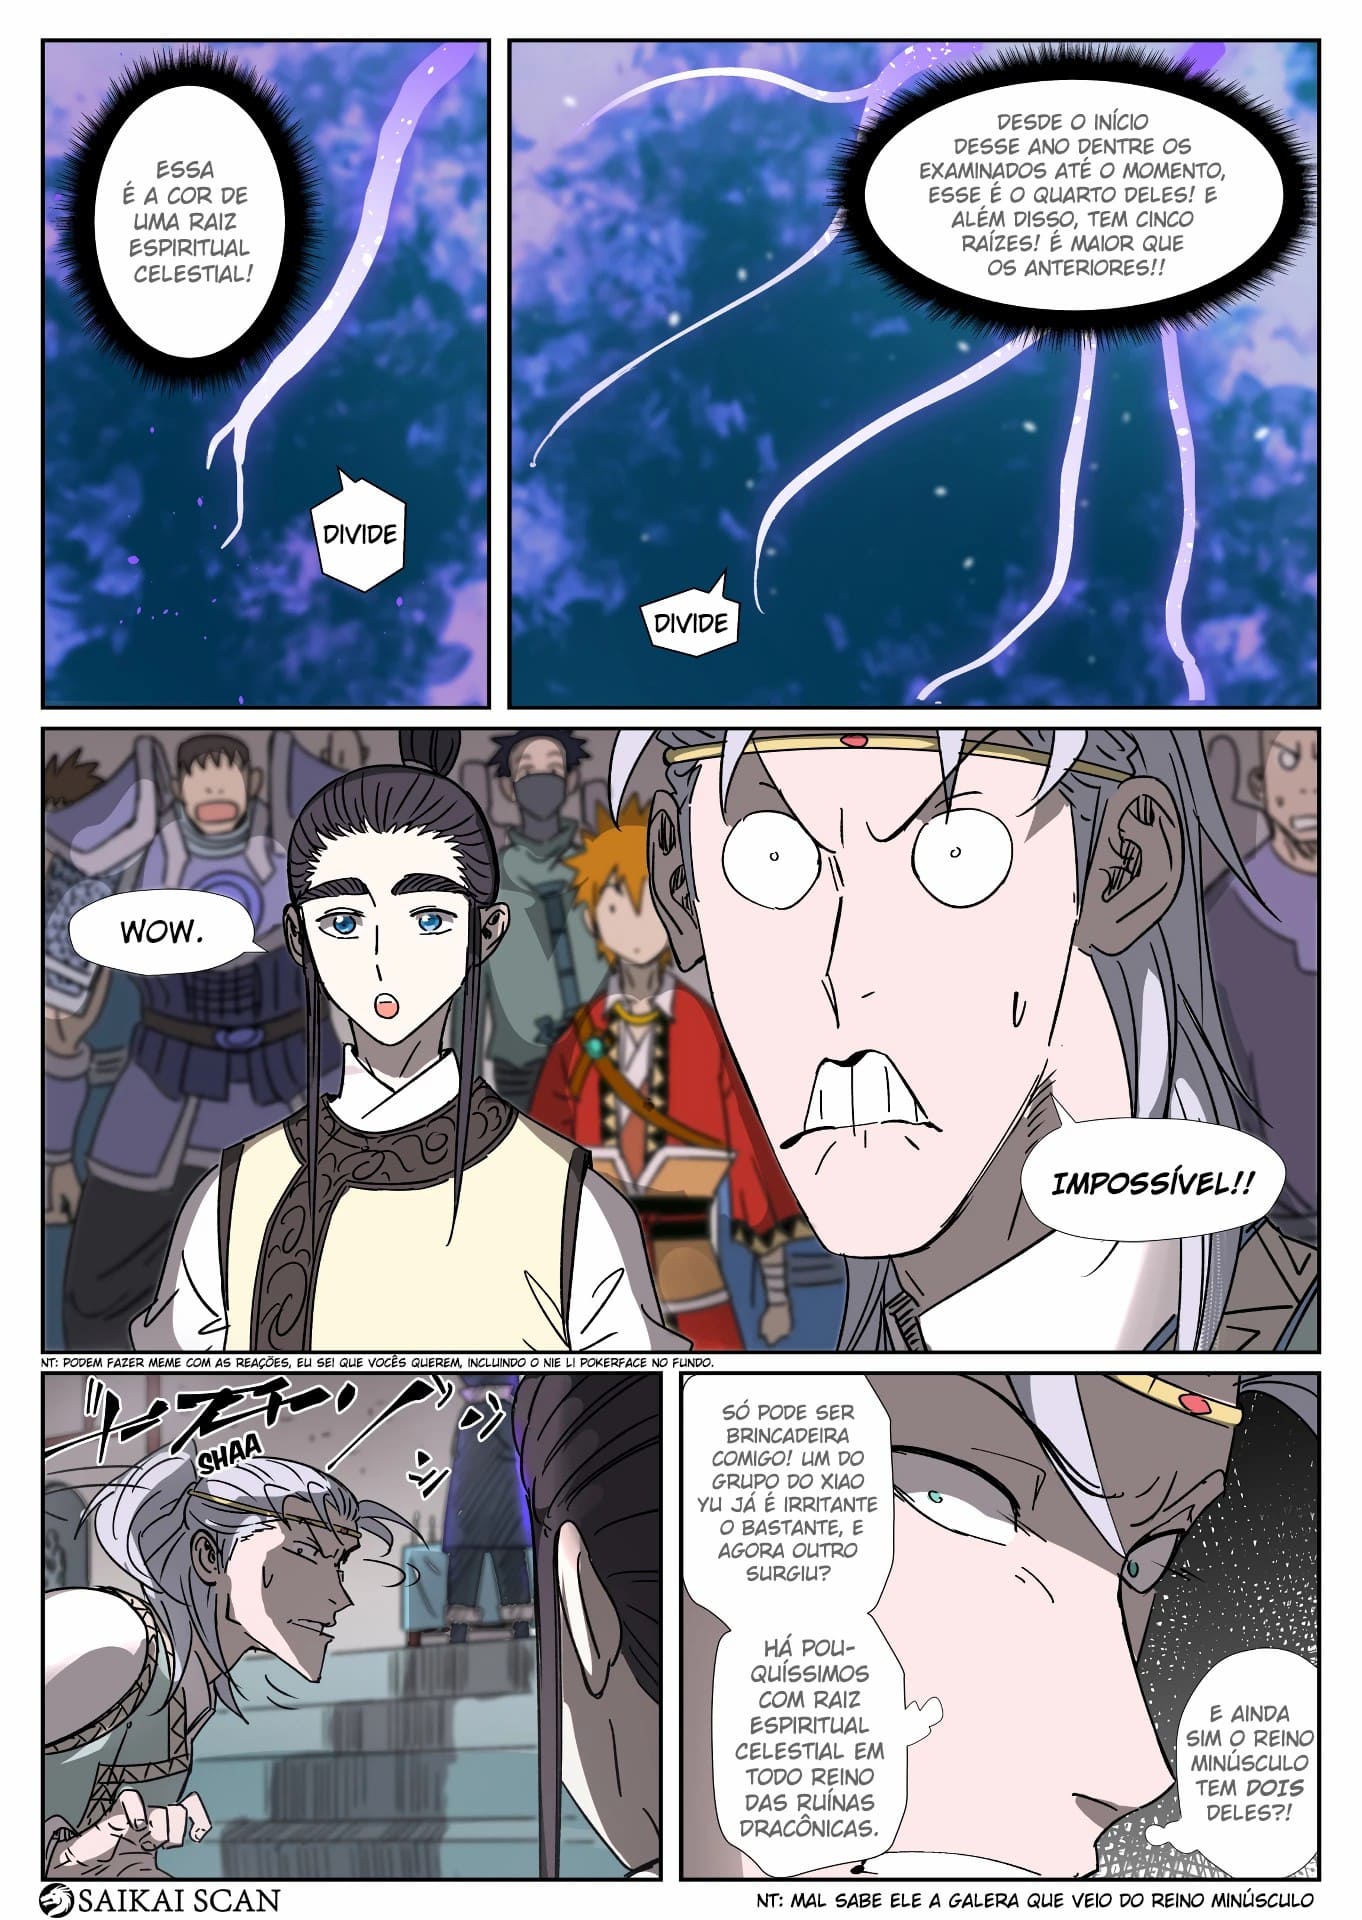 ESSA
É A COR DE
UMA RAIZ
ESPIRITUAL
CELESTIAL!
DIVIDE
DESDE O INÍCIO
DESSE ANO DENTRE OS
EXAMINADOS ATÉ O MOMENTO,
ESSE É O QUARTO DELES! E
ALÉM DISSO, TEM CINCO
RAÍZES! É MAIOR QUE
OS ANTERIORES!!
DIVIDE
WOW.
IMPOSSÍVEL!!
NT: PODEM FAZER MEME COM AS REAÇÕES, EU SEI QUE VOCÊS QUEREM, INCLUINDO O NIE LI POKERFACE NO FUNDO.
SHAA
SÓ PODE SER
BRINCADEIRA
COMIGO! UM DO
GRUPO DO XIAO
YU JÁ É IRRITANTE
O BASTANTE, E
AGORA OUTRO
SURGIU?
HÁ POU-
QUÍSSIMOS
COM RAIZ
ESPIRITUAL
CELESTIAL EM
TODO REINO
DAS RUÍNAS
DRACÔNICAS.
E AINDA
SIM O REINO
MINÚSCULO
TEM DOIS
DELES?!
SAIKAI SCAN
NT: MAL SABE ELE A GALERA QUE VEIO DO REINO MINÚSCULO